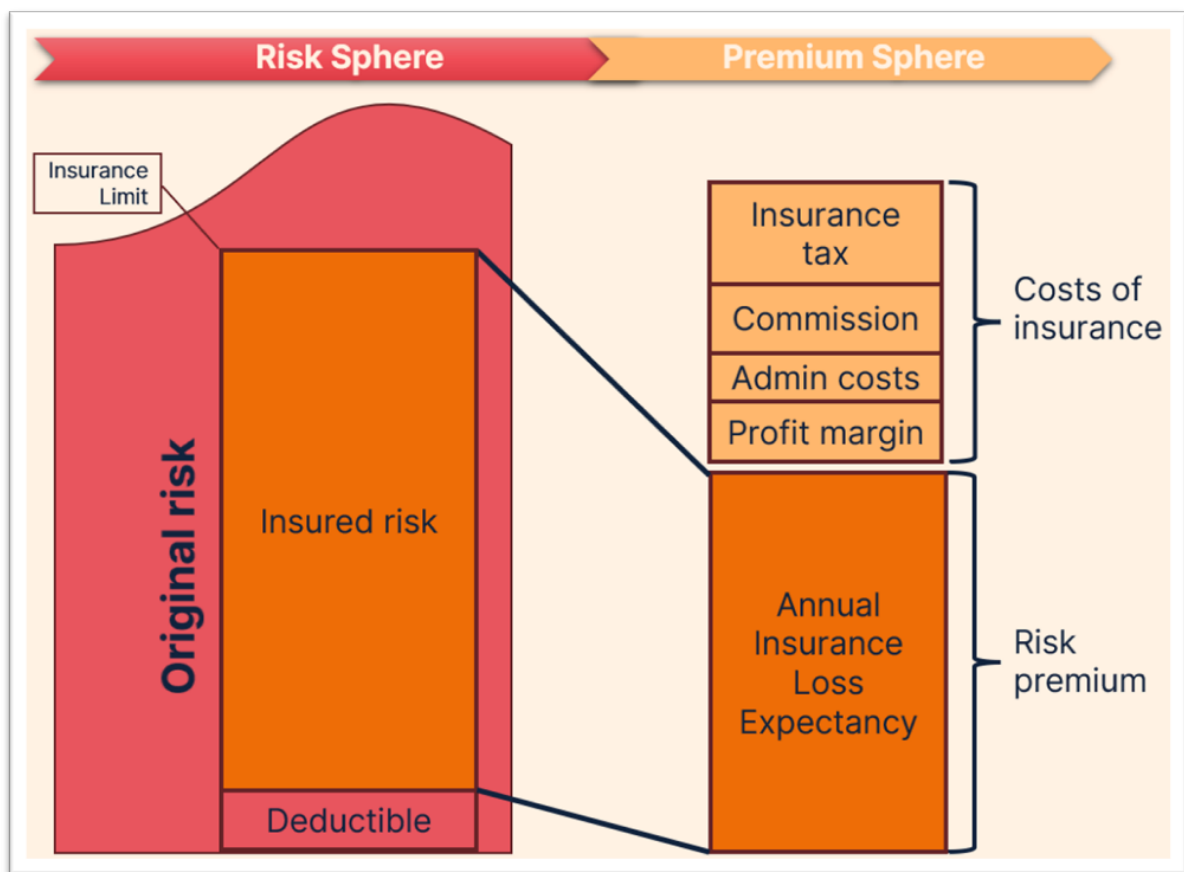 Risk Sphere
Premium Sphere
Insurance
Limit
Original risk
Insured risk
Deductible
Insurance
tax
Commission
Admin costs
Profit margin
Costs of
insurance
Annual
Insurance
Loss
Expectancy
Risk
premium